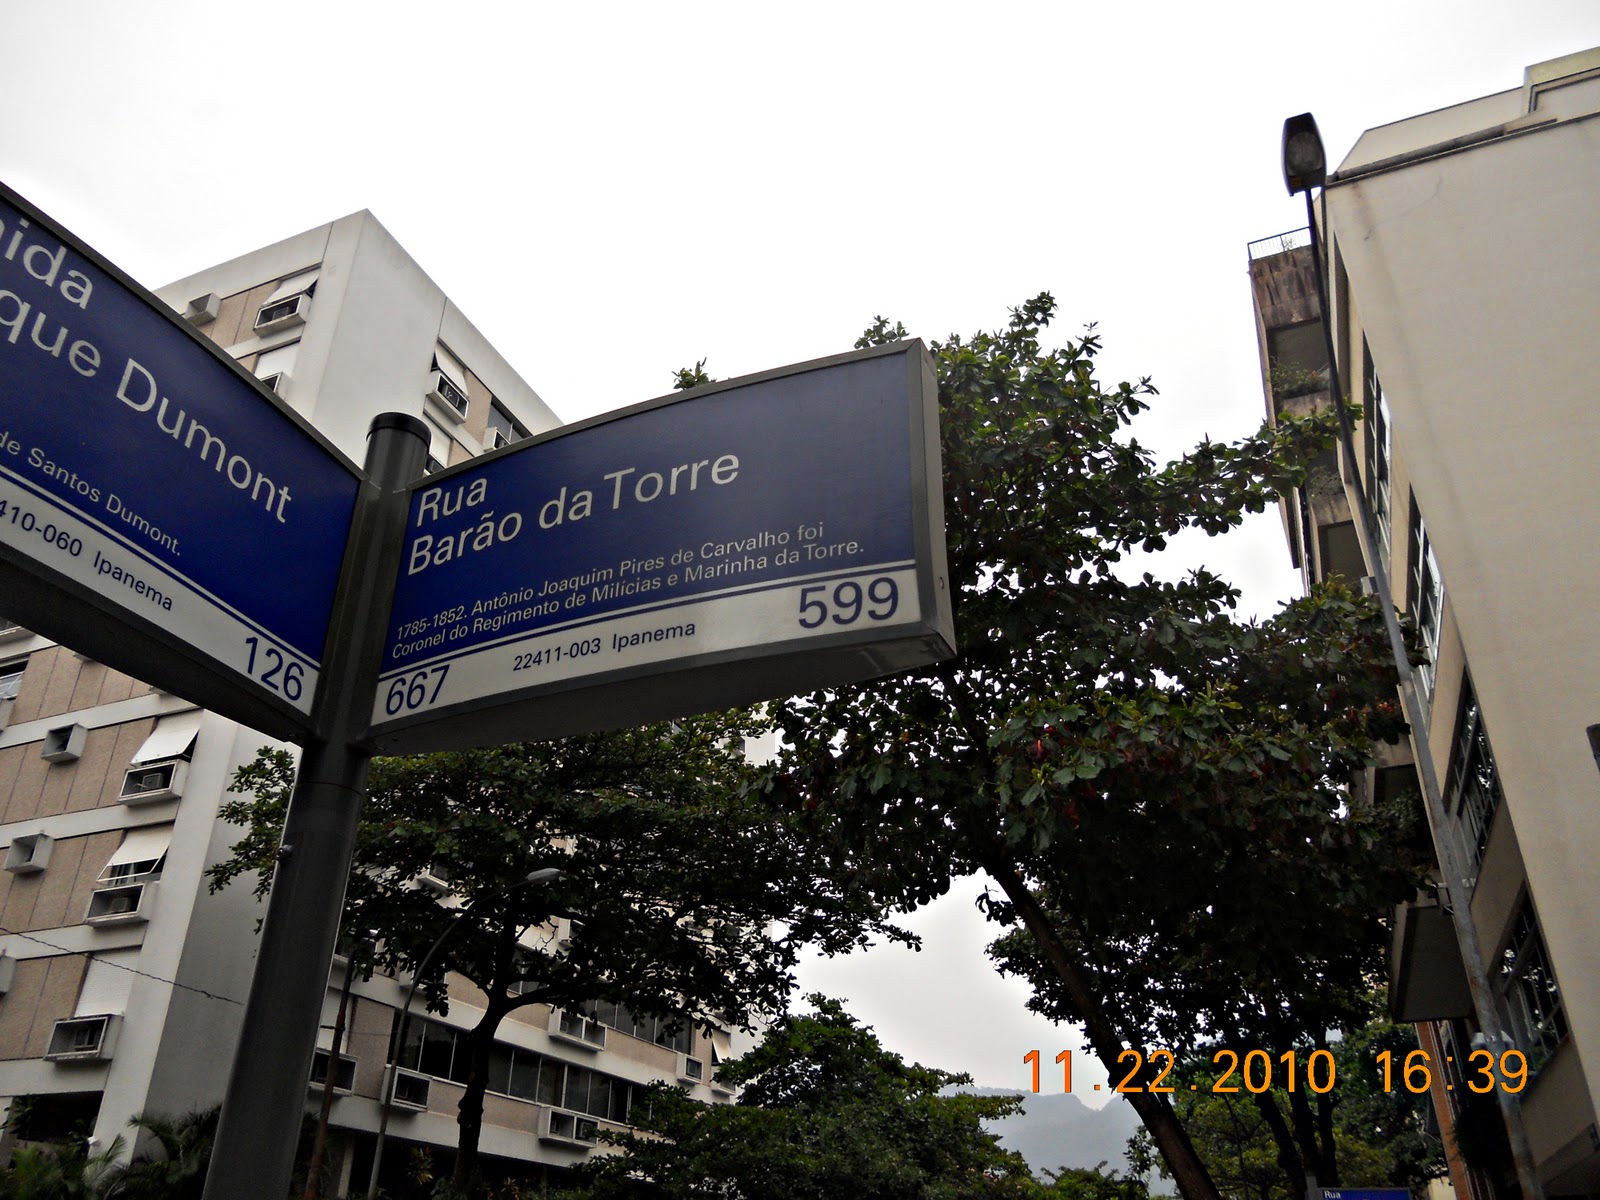 nida
que Dumont
de Santos Dumont.
410-060 Ipanema
126
Rua
Barão da Torre
1785-1852. Antônio Joaquim Pires de Carvalho foi
Coronel do Regimento de Milícias e Marinha da Torre.
667 22411-003 Ipanema 599
11.22.2010 16:39
Rua